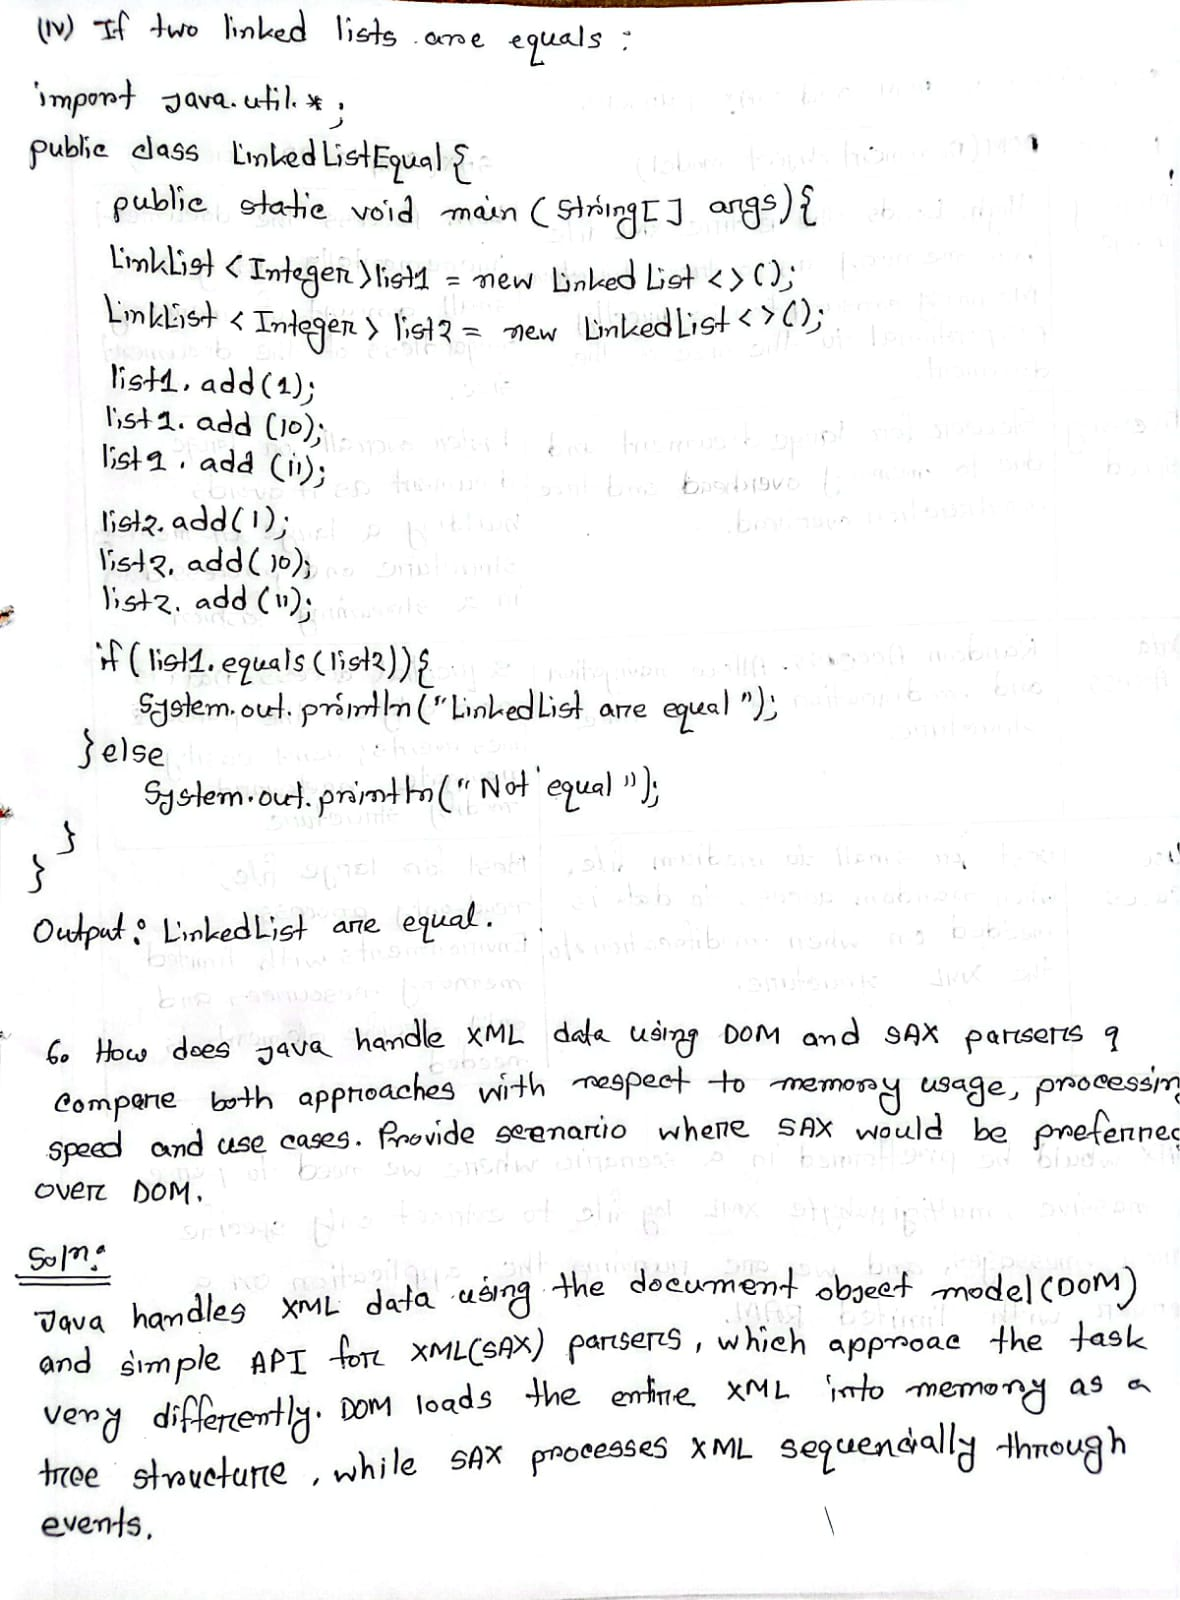 (IV) If two linked lists are equals :
import java.util.* ;
public class LinkedListEqual{
public static void main (String[] args){
LinkList <Integer>list1 = new Linked List <>();
LinkList <Integer> list2 = new LinkedList<>();
list1. add(1);
list1. add (10);
list1. add (11);
list2. add(1);
list2. add(10);
list2. add (11);
if (list1.equals(list2)){
System.out.println("LinkedList are equal");
}else
System.out.println("Not equal");
}
}
Output: LinkedList are equal.
6. How does java handle XML data using DOM and SAX parsers ?
Compare both approaches with respect to memory usage, processin
speed and use cases. Provide scenario where SAX would be preferred
over DOM.
Soln:
Java handles XML data using the document object model(DOM)
and simple API for XML(SAX) parsers, which approac the task
very differently. DOM loads the entire XML into memory as a
tree structure, while SAX processes XML sequencially through
events.